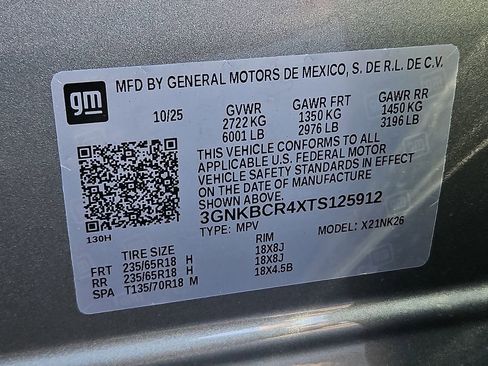 gm
MFD BY GENERAL MOTORS DE MEXICO, S. DE R.L. DE C.V.
10/25 GVWR GAWR FRT GAWR RR
2722 KG 1350 KG 1450 KG
6001 LB 2976 LB 3196 LB
THIS VEHICLE CONFORMS TO ALL
APPLICABLE U.S. FEDERAL MOTOR
VEHICLE SAFETY STANDARDS IN EFFECT
ON THE DATE OF MANUFACTURE
3GNKBCR4XTS125912
130H TYPE: MPV MODEL: X21NK26
TIRE SIZE RIM
FRT 235/65R18 H 18X8J
RR 235/65R18 H 18X8J
SPA T135/70R18 M 18X4.5B